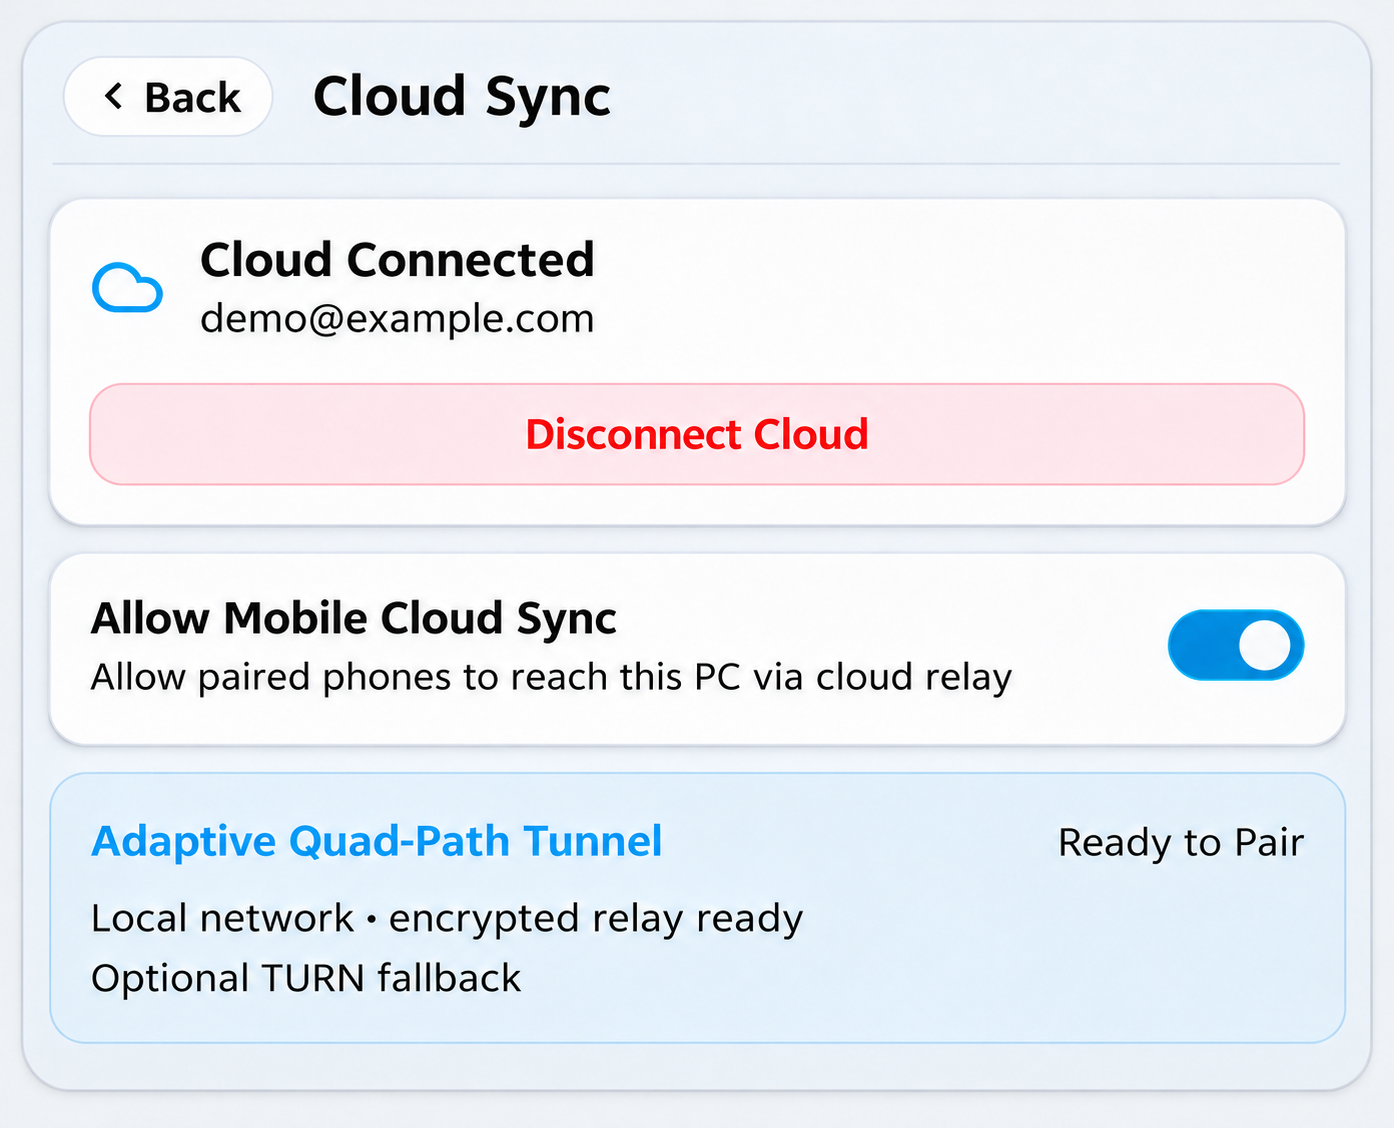 Back Cloud Sync
Cloud Connected
demo@example.com
Disconnect Cloud
Allow Mobile Cloud Sync
Allow paired phones to reach this PC via cloud relay
Adaptive Quad-Path Tunnel Ready to Pair
Local network • encrypted relay ready
Optional TURN fallback